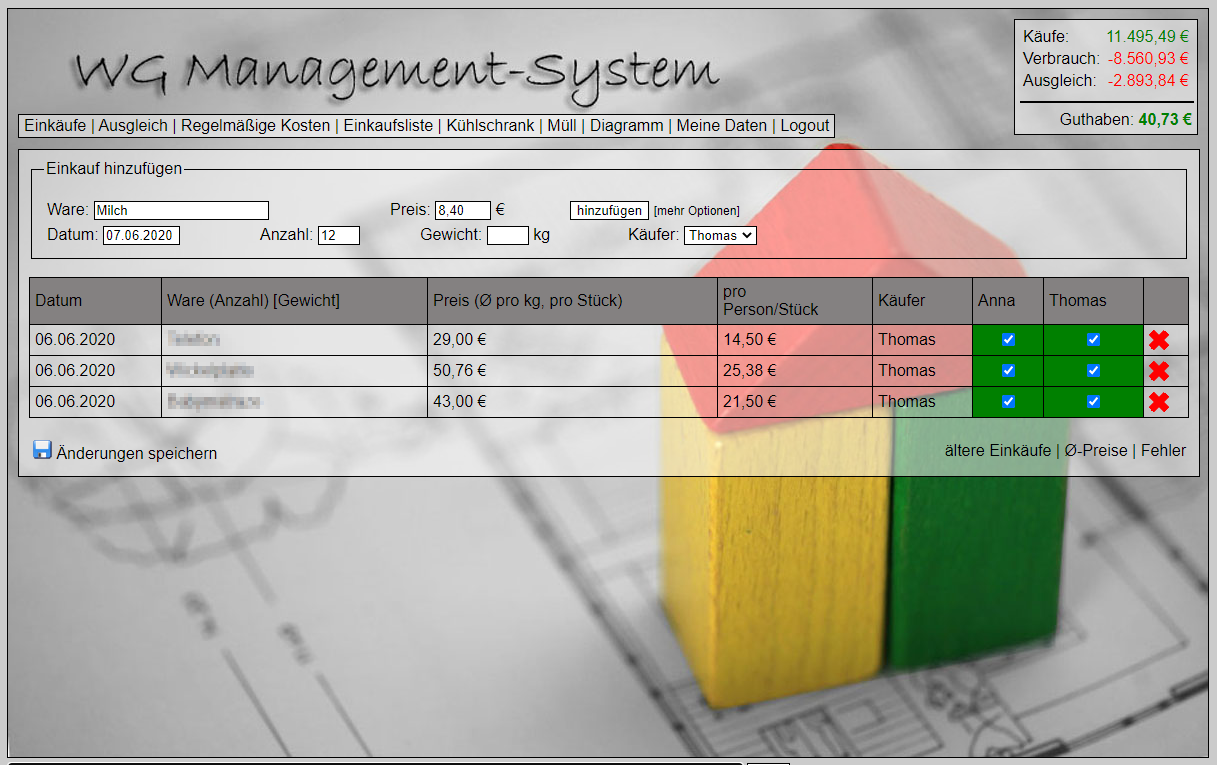 WG Management-System
Käufe: 11.495,49 €
Verbrauch: -8.560,93 €
Ausgleich: -2.893,84 €
Guthaben: 40,73 €
Einkäufe | Ausgleich | Regelmäßige Kosten | Einkaufsliste | Kühlschrank | Müll | Diagramm | Meine Daten | Logout
Einkauf hinzufügen
Ware: Milch Preis: 8,40 € hinzufügen [mehr Optionen]
Datum: 07.06.2020 Anzahl: 12 Gewicht: kg Käufer: Thomas
Datum Ware (Anzahl) [Gewicht] Preis (Ø pro kg, pro Stück) pro Person/Stück Käufer Anna Thomas
06.06.2020 29,00 € 14,50 € Thomas
06.06.2020 50,76 € 25,38 € Thomas
06.06.2020 43,00 € 21,50 € Thomas
Änderungen speichern ältere Einkäufe | Ø-Preise | Fehler